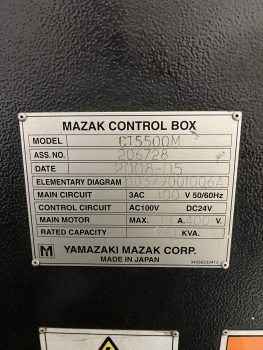 MAZAK CONTROL BOX
MODEL CT5500M
ASS. NO. 206728
DATE 2008-05
ELEMENTARY DIAGRAM
MAIN CIRCUIT 3AC V 50/60Hz
CONTROL CIRCUIT AC100V DC24V
MAIN MOTOR MAX. A. V
RATED CAPACITY KVA.
M YAMAZAKI MAZAK CORP.
MADE IN JAPAN